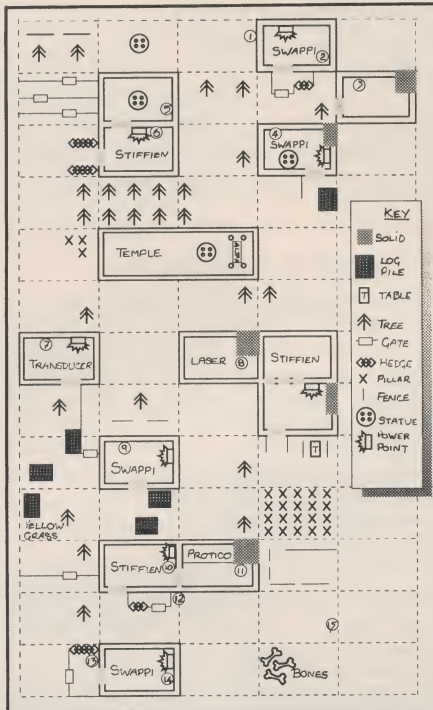 1
SWAPPI
2
3
5
6
STIFFIEN
4
SWAPPI
TEMPLE
ALTAR
KEY
SOLID
LOG
PILE
T TABLE
TREE
GATE
HEDGE
X PILLAR
FENCE
STATUE
POWER
POINT
7
TRANSDUCER
LASER
8
STIFFIEN
9
SWAPPI
T
YELLOW
GRASS
STIFFIEN
10
PROTICO
11
12
15
13
SWAPPI
14
BONES